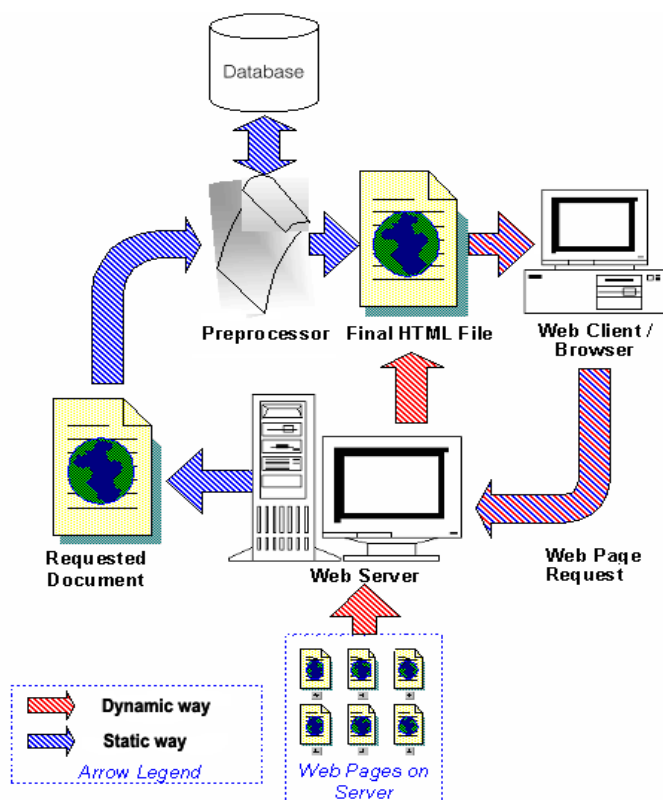 Database
Preprocessor
Final HTML File
Web Client /
Browser
Requested
Document
Web Server
Web Page
Request
Dynamic way
Static way
Arrow Legend
Web Pages on
Server